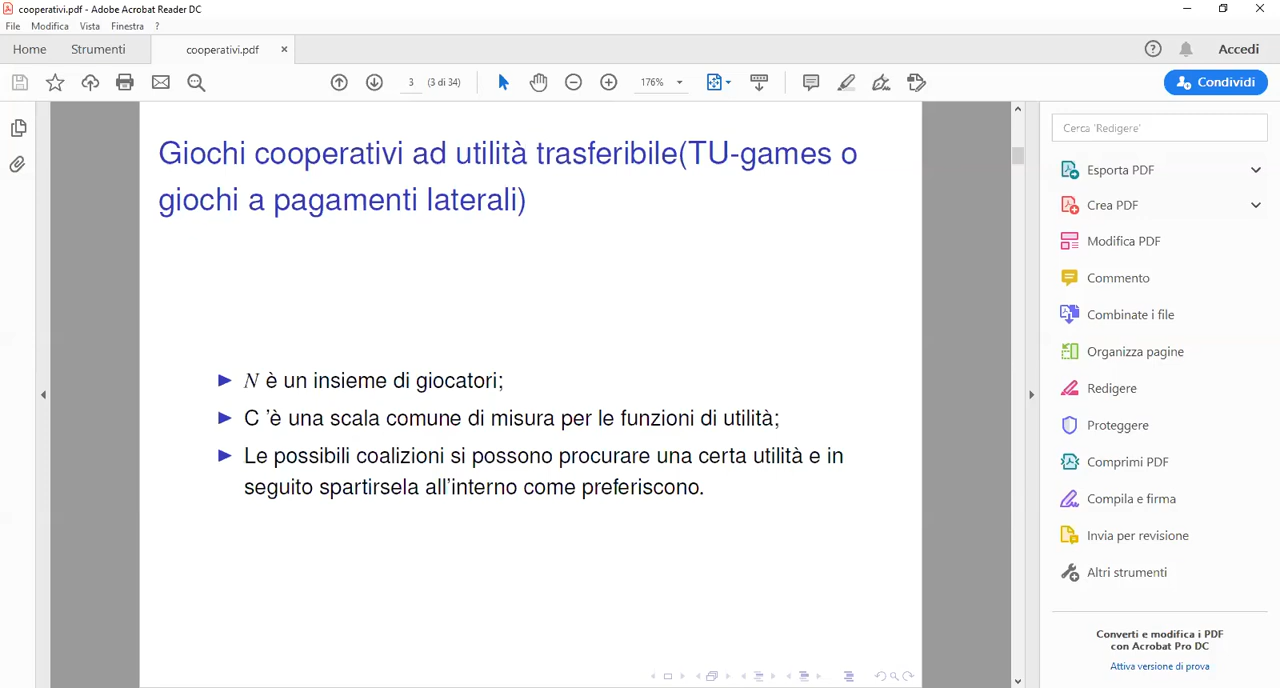 cooperativi.pdf - Adobe Acrobat Reader DC
File Modifica Vista Finestra ?
Home Strumenti cooperativi.pdf × ? Accedi
3 (3 di 34) 176% Condividi
Giochi cooperativi ad utilità trasferibile(TU-games o
giochi a pagamenti laterali)
N è un insieme di giocatori;
C ’è una scala comune di misura per le funzioni di utilità;
Le possibili coalizioni si possono procurare una certa utilità e in
seguito spartirsela all’interno come preferiscono.
Cerca 'Redigere'
Esporta PDF
Crea PDF
Modifica PDF
Commento
Combinate i file
Organizza pagine
Redigere
Proteggere
Comprimi PDF
Compila e firma
Invia per revisione
Altri strumenti
Converti e modifica i PDF
con Acrobat Pro DC
Attiva versione di prova